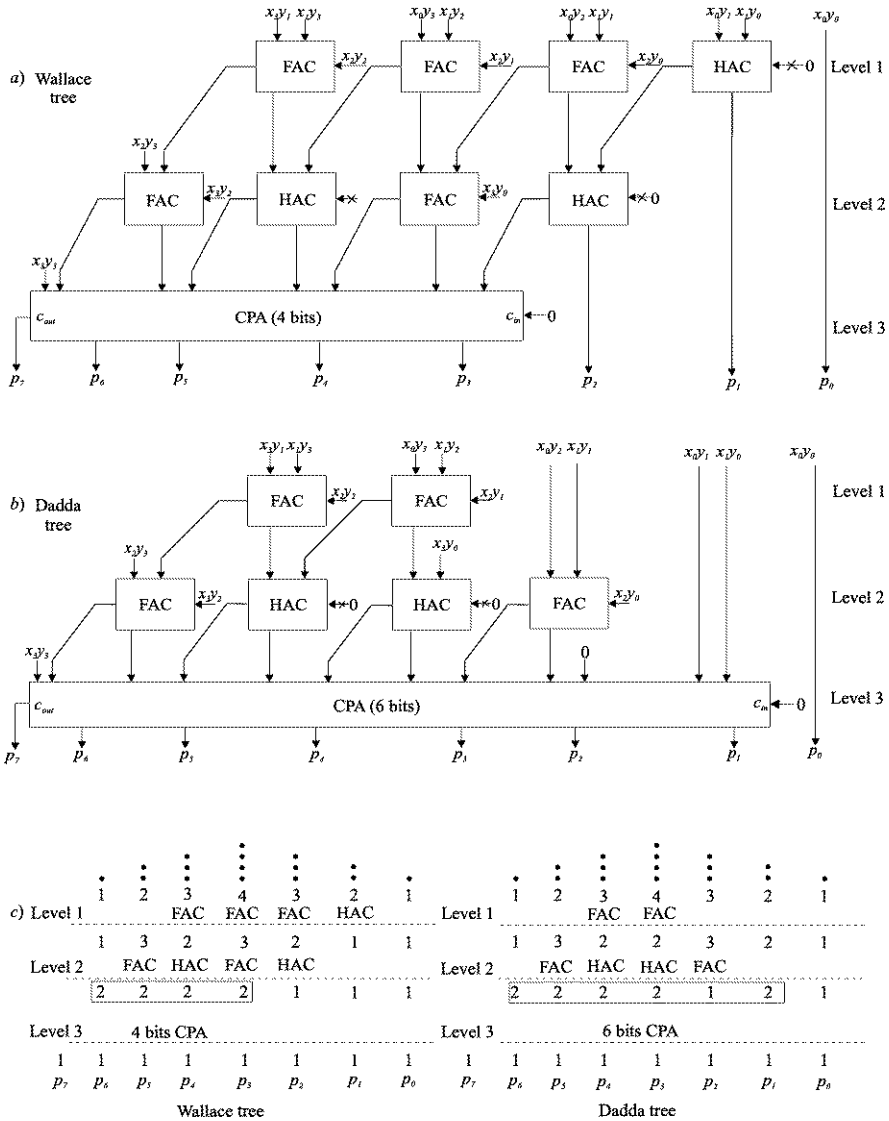 x₃y₁ x₁y₃ x₀y₃ x₁y₂ x₀y₂ x₁y₁ x₀y₁ x₁y₀ x₀y₀
a) Wallace tree
FAC x₂y₂ FAC x₂y₁ FAC x₂y₀ HAC 0 Level 1
x₂y₃
FAC x₃y₂ HAC FAC x₃y₀ HAC 0 Level 2
x₃y₃
c_out CPA (4 bits) c_in 0 Level 3
p₇ p₆ p₅ p₄ p₃ p₂ p₁ p₀
x₃y₁ x₁y₃ x₀y₃ x₁y₂ x₀y₂ x₁y₁ x₀y₁ x₁y₀ x₀y₀
b) Dadda tree
FAC x₂y₂ FAC x₂y₁ Level 1
x₂y₃ x₃y₀
FAC x₃y₂ HAC 0 HAC 0 FAC x₂y₀ Level 2
x₃y₃ 0
c_out CPA (6 bits) c_in 0 Level 3
p₇ p₆ p₅ p₄ p₃ p₂ p₁ p₀
c)
1 2 3 4 3 2 1
Level 1 FAC FAC FAC HAC
1 3 2 3 2 1 1
Level 2 FAC HAC FAC HAC
2 2 2 2 1 1 1
Level 3 4 bits CPA
1 1 1 1 1 1 1 1
p₇ p₆ p₅ p₄ p₃ p₂ p₁ p₀
Wallace tree
1 2 3 4 3 2 1
Level 1 FAC FAC
1 3 2 2 3 2 1
Level 2 FAC HAC HAC FAC
2 2 2 2 1 2 1
Level 3 6 bits CPA
1 1 1 1 1 1 1 1
p₇ p₆ p₅ p₄ p₃ p₂ p₁ p₀
Dadda tree